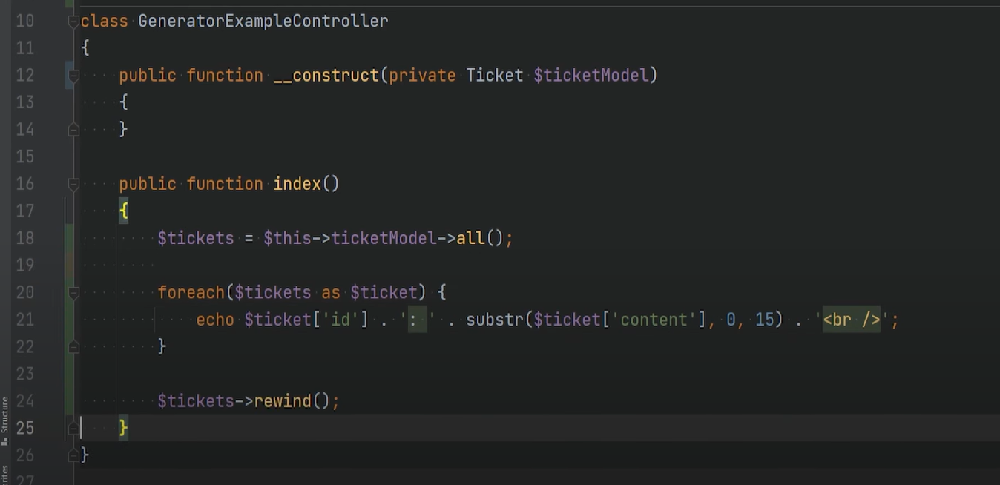 10 class GeneratorExampleController
11 {
12     public function __construct(private Ticket $ticketModel)
13     {
14     }
15
16     public function index()
17     {
18         $tickets = $this->ticketModel->all();
19
20         foreach($tickets as $ticket) {
21             echo $ticket['id'] . ': ' . substr($ticket['content'], 0, 15) . '<br />';
22         }
23
24         $tickets->rewind();
25     }
26 }
27
Structure